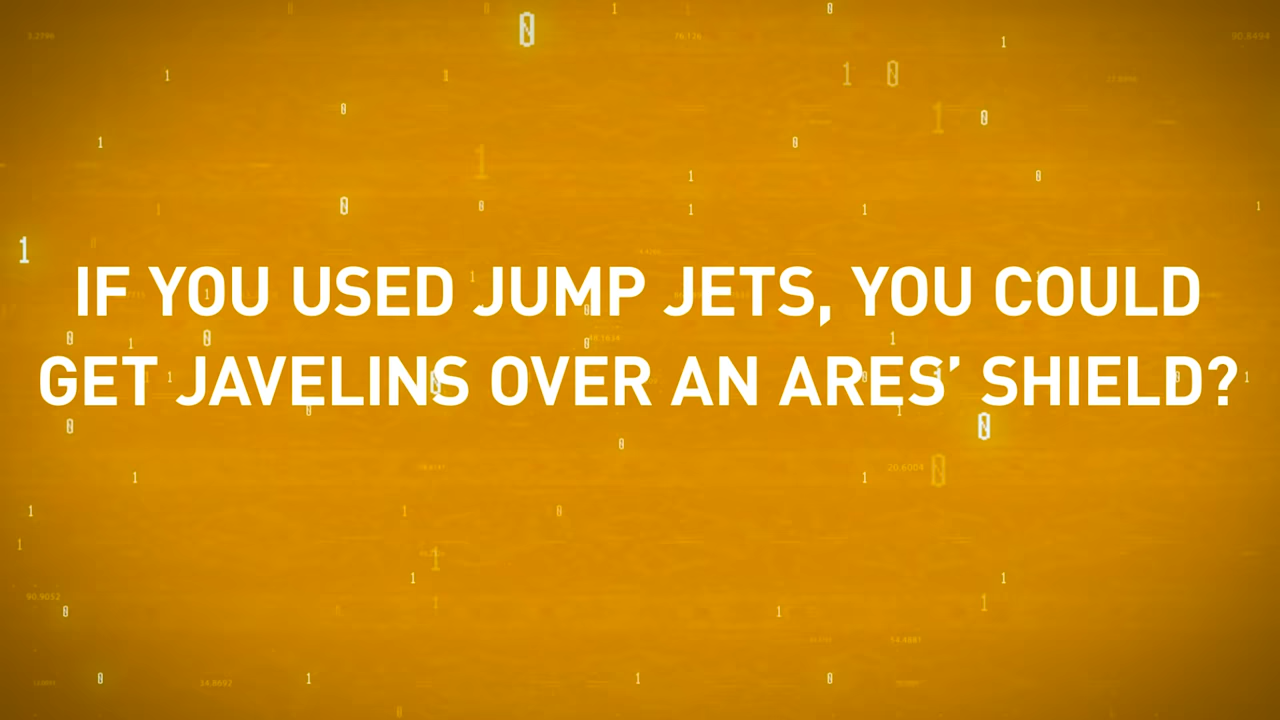 IF YOU USED JUMP JETS, YOU COULD
GET JAVELINS OVER AN ARES’ SHIELD?